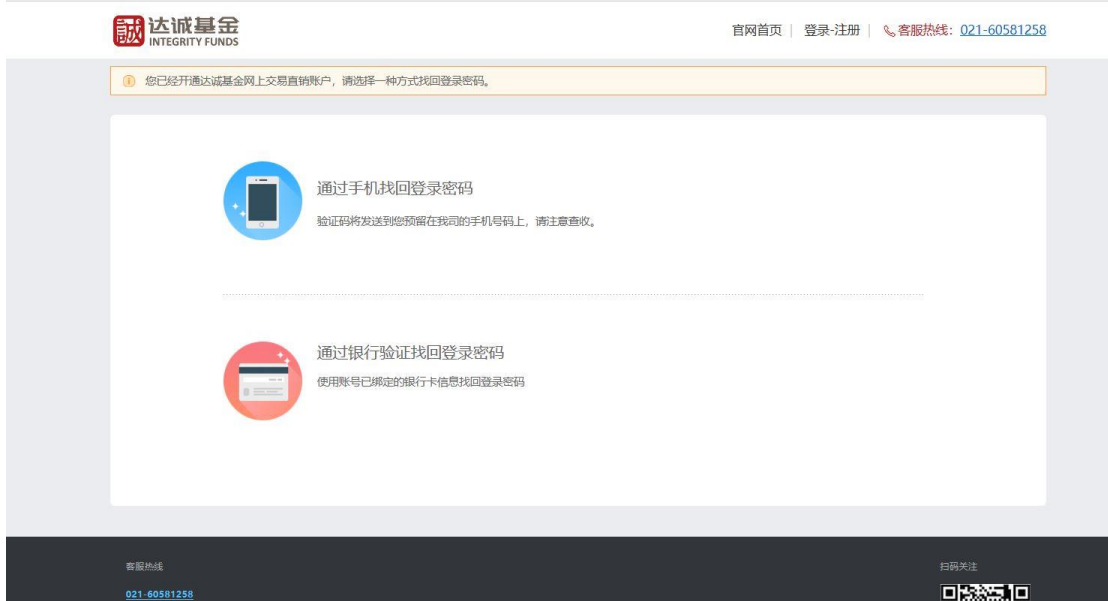 誠 达诚基金
INTEGRITY FUNDS
官网首页 | 登录-注册 | 客服热线：021-60581258
您已经开通达诚基金网上交易直销账户，请选择一种方式找回登录密码。
通过手机找回登录密码
验证码将发送到您预留在我司的手机号码上，请注意查收。
通过银行验证找回登录密码
使用账号已绑定的银行卡信息找回登录密码
客服热线
扫码关注
021-60581258